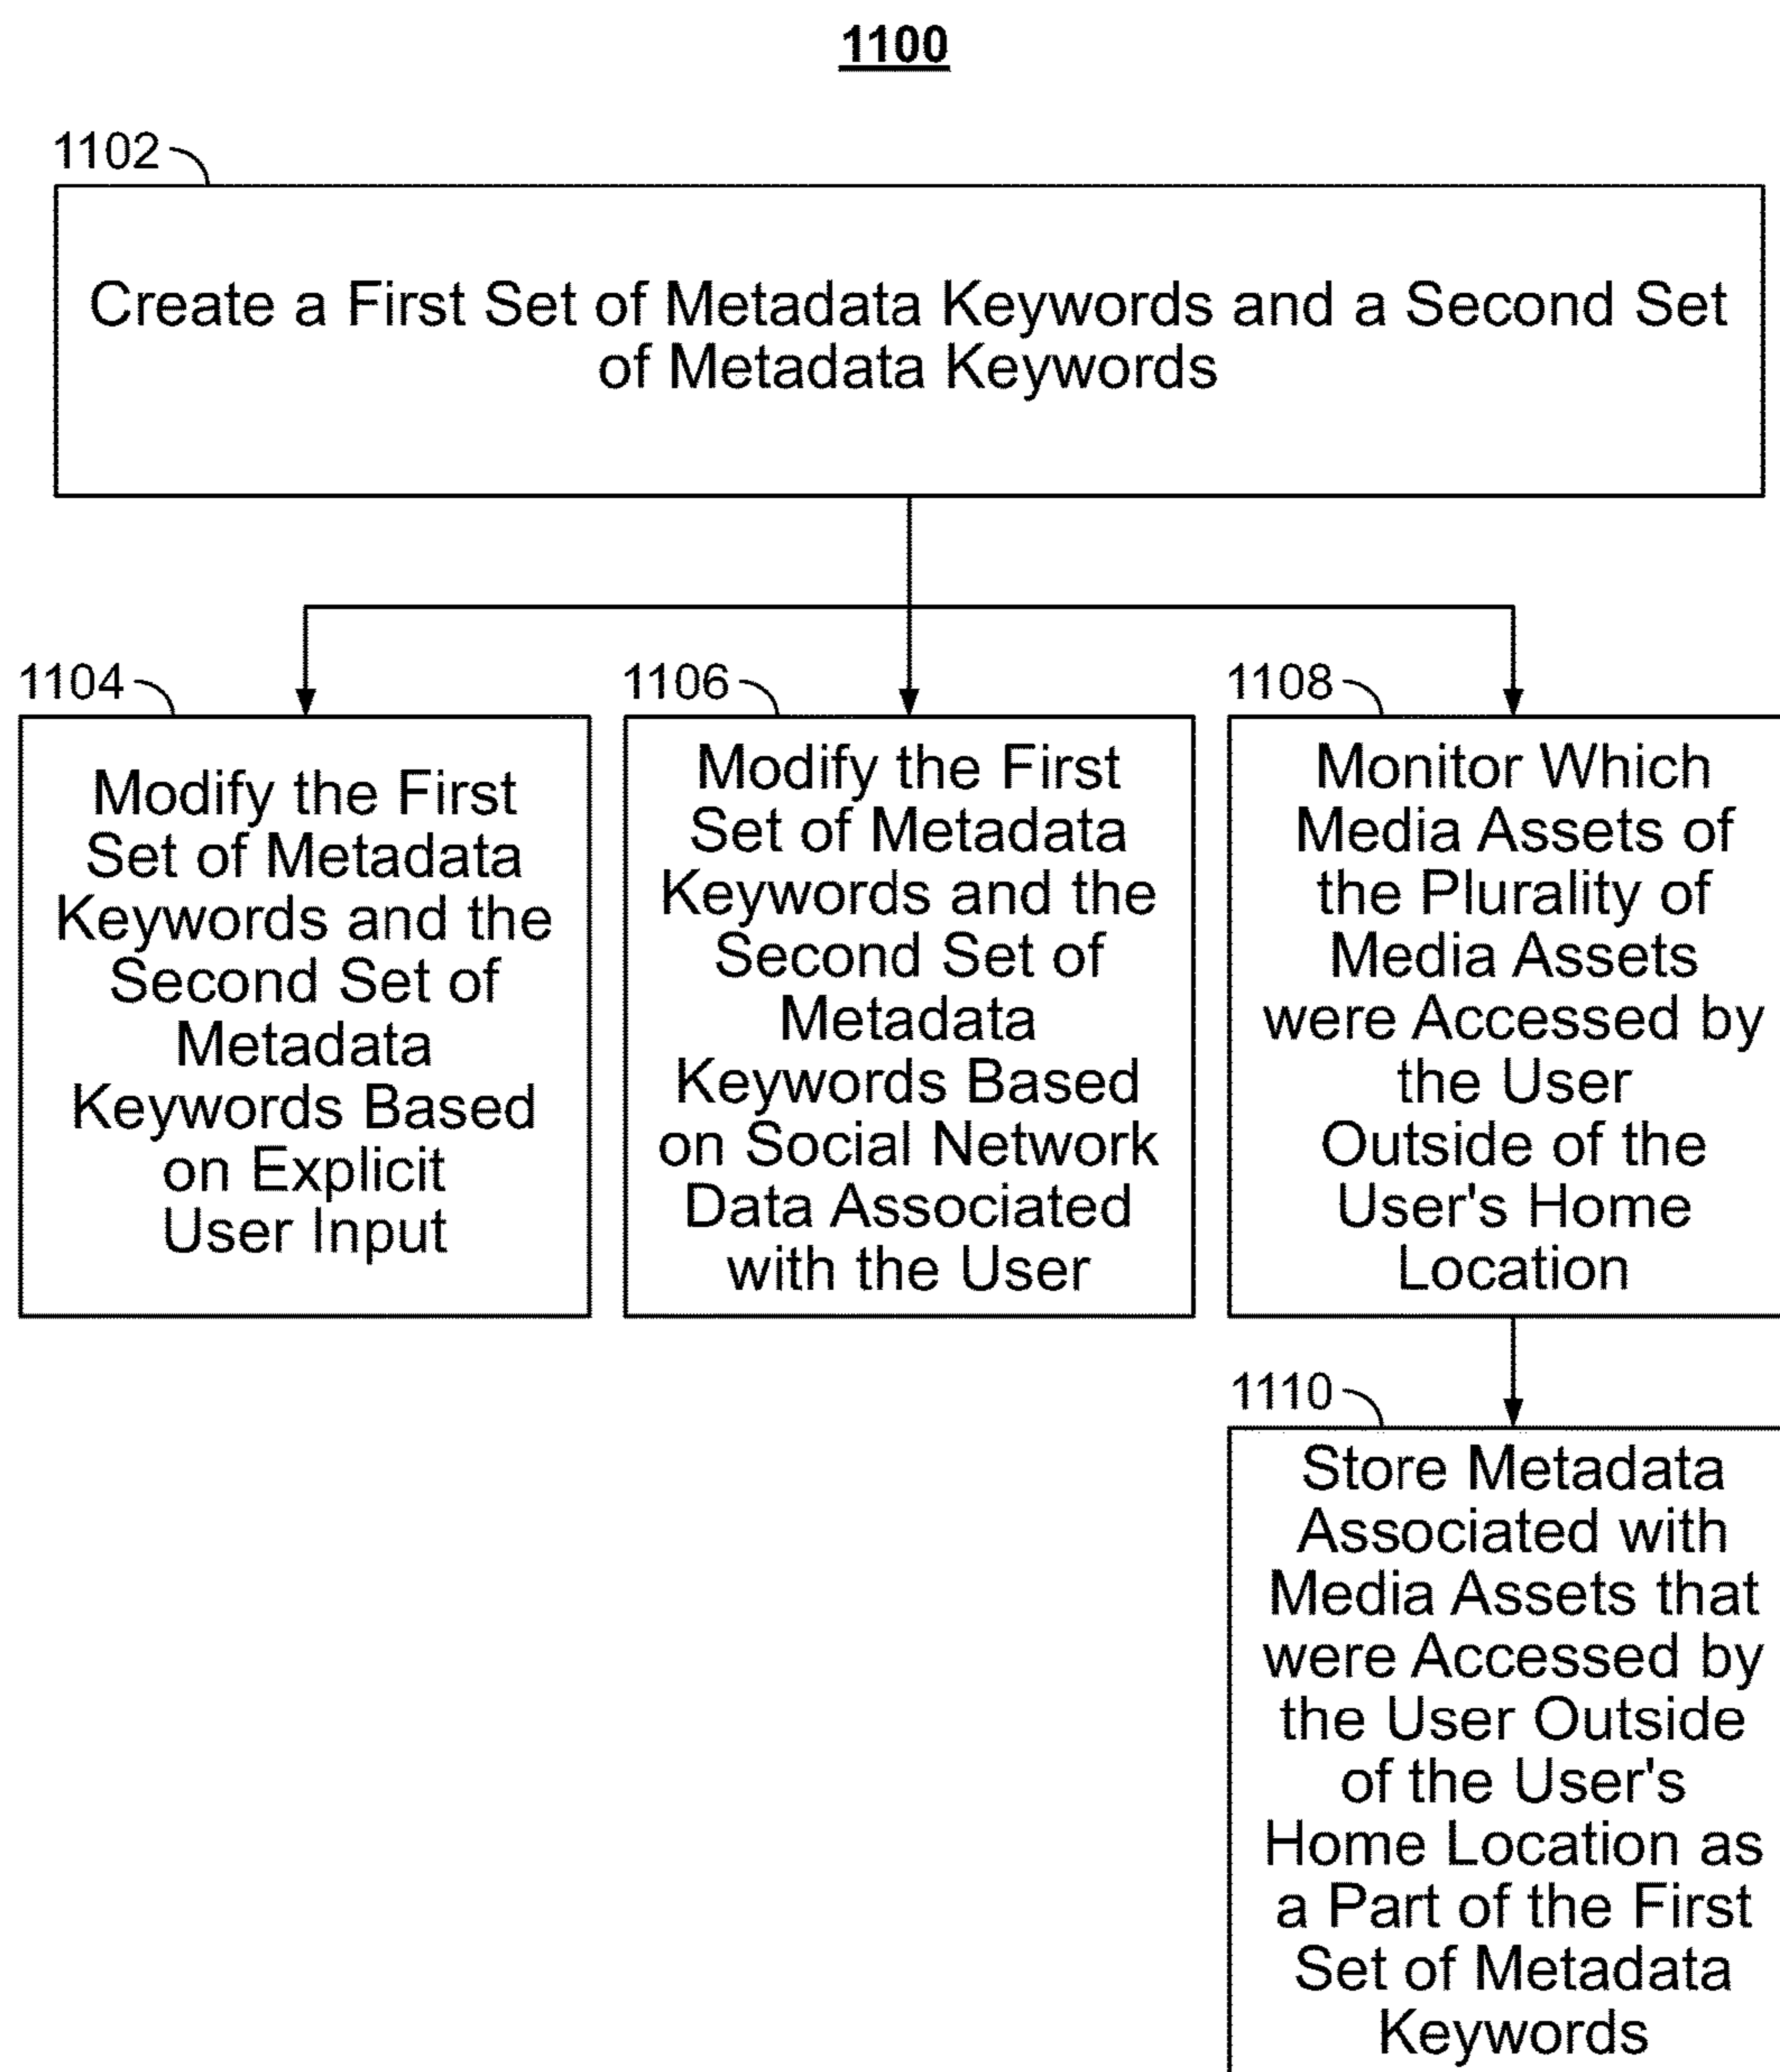 1100
1102
Create a First Set of Metadata Keywords and a Second Set
of Metadata Keywords
1104
Modify the First
Set of Metadata
Keywords and the
Second Set of
Metadata
Keywords Based
on Explicit
User Input
1106
Modify the First
Set of Metadata
Keywords and the
Second Set of
Metadata
Keywords Based
on Social Network
Data Associated
with the User
1108
Monitor Which
Media Assets of
the Plurality of
Media Assets
were Accessed by
the User
Outside of the
User's Home
Location
1110
Store Metadata
Associated with
Media Assets that
were Accessed by
the User Outside
of the User's
Home Location as
a Part of the First
Set of Metadata
Keywords